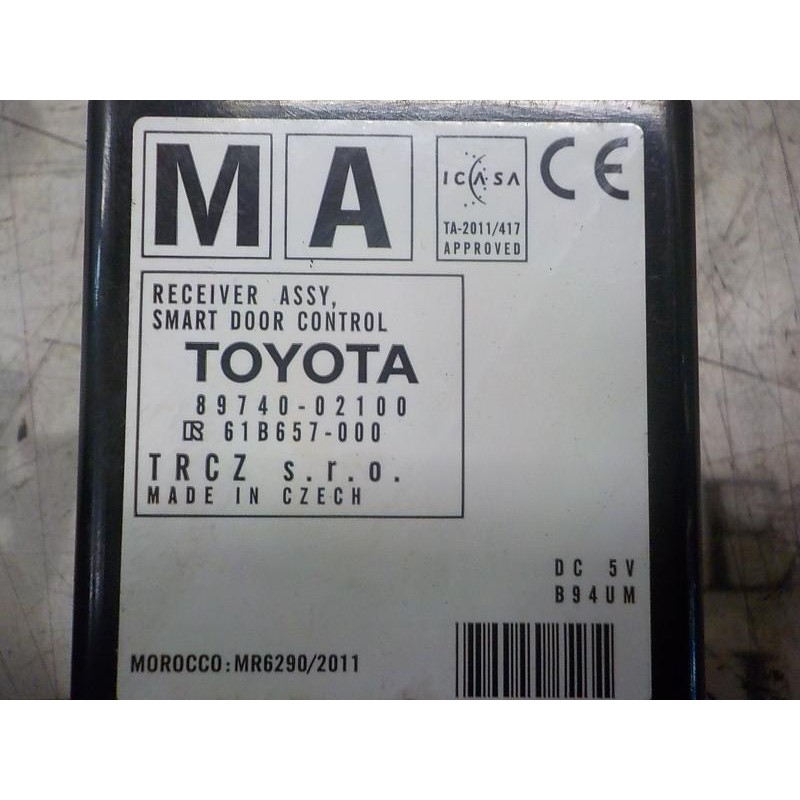 MA
ICASA
TA-2011/417
APPROVED
CE
RECEIVER ASSY,
SMART DOOR CONTROL
TOYOTA
89740-02100
61B657-000
TRCZ s.r.o.
MADE IN CZECH
DC 5V
B94UM
MOROCCO:MR6290/2011